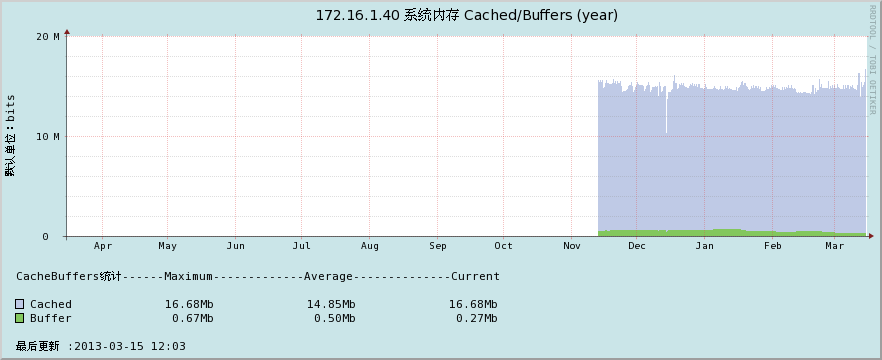 172.16.1.40 系统内存 Cached/Buffers (year)
RRDTOOL / TOBI OETIKER
默认单位：bits
20 M
10 M
0
Apr May Jun Jul Aug Sep Oct Nov Dec Jan Feb Mar
CacheBuffers统计------Maximum-------------Average--------------Current
Cached 16.68Mb 14.85Mb 16.68Mb
Buffer 0.67Mb 0.50Mb 0.27Mb
最后更新 :2013-03-15 12:03